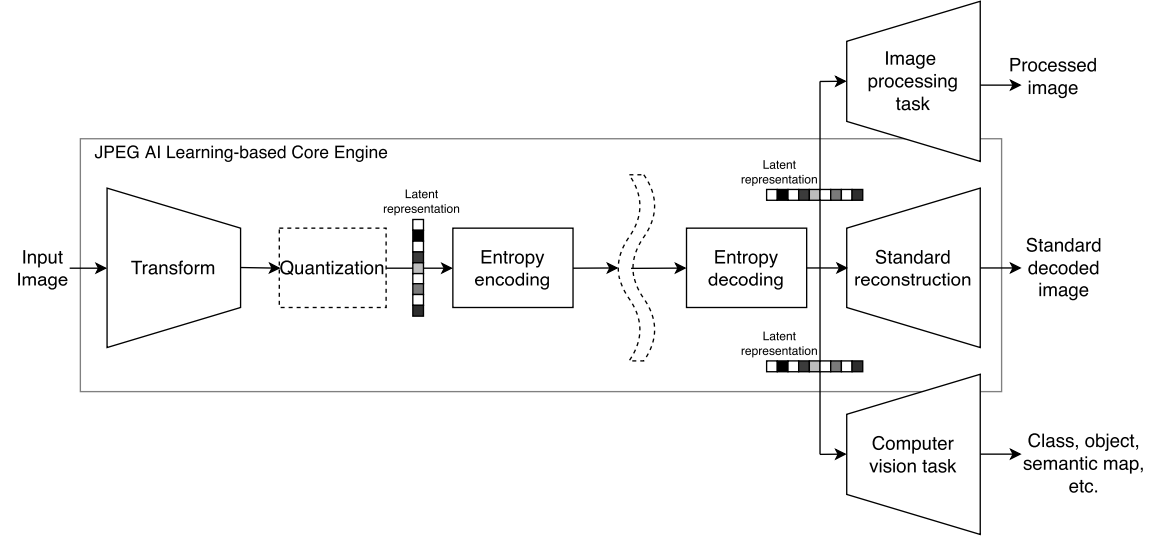 Image
processing
task
Processed
image
JPEG AI Learning-based Core Engine
Latent
representation
Latent
representation
Input
Image
Transform
Quantization
Entropy
encoding
Entropy
decoding
Standard
reconstruction
Standard
decoded
image
Latent
representation
Computer
vision task
Class, object,
semantic map,
etc.